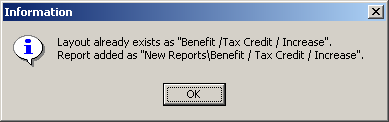 Information
Layout already exists as "Benefit /Tax Credit / Increase".
Report added as "New Reports\Benefit / Tax Credit / Increase".
OK